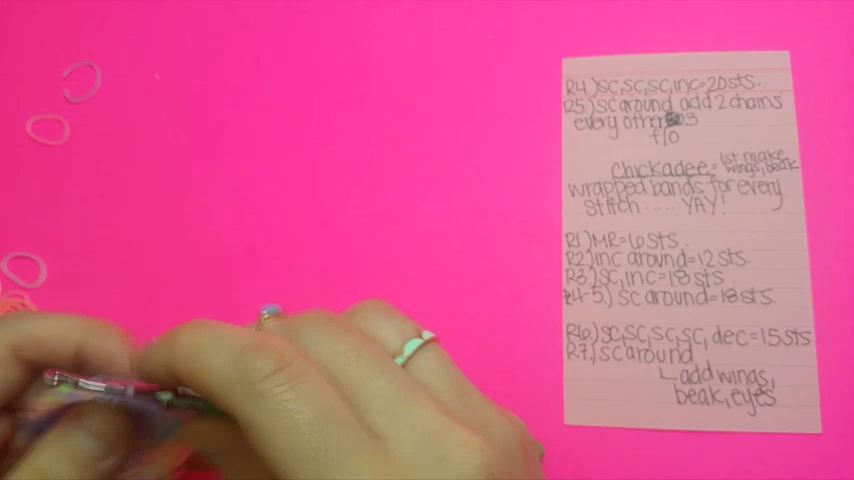 R4.) SC, SC, SC, inc = 20 sts.
R5.) SC around add 2 chains
every other 3
f/o
Chickadee = 1st make
wings, beak
wrapped bands for every
stitch ..... YAY!
R1.) MR = 6 sts.
R2.) inc around = 12 sts.
R3.) SC, inc = 18 sts.
R4-5.) SC around = 18 sts.
R6.) SC, SC, SC, SC, dec = 15 sts
R7.) SC around
add wings,
beak, eyes